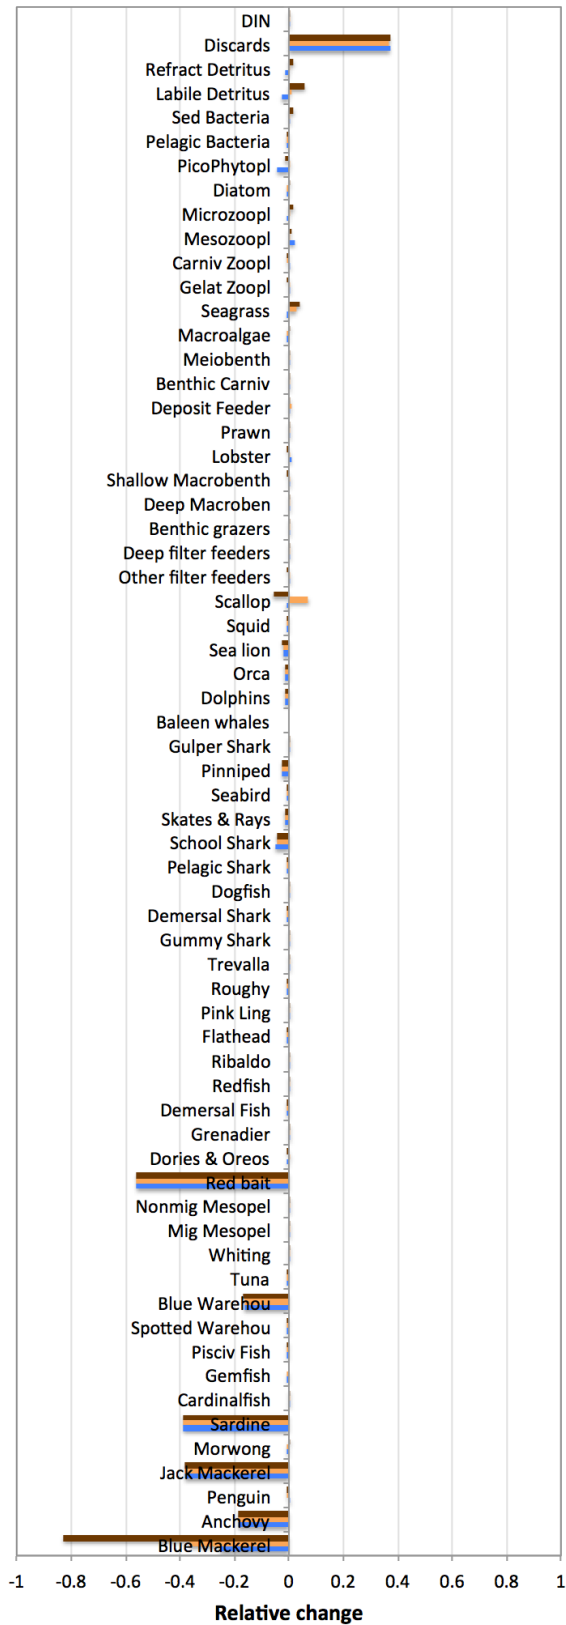 DIN
Discards
Refract Detritus
Labile Detritus
Sed Bacteria
Pelagic Bacteria
PicoPhytopl
Diatom
Microzoopl
Mesozoopl
Carniv Zoopl
Gelat Zoopl
Seagrass
Macroalgae
Meiobenth
Benthic Carniv
Deposit Feeder
Prawn
Lobster
Shallow Macrobenth
Deep Macroben
Benthic grazers
Deep filter feeders
Other filter feeders
Scallop
Squid
Sea lion
Orca
Dolphins
Baleen whales
Gulper Shark
Pinniped
Seabird
Skates & Rays
School Shark
Pelagic Shark
Dogfish
Demersal Shark
Gummy Shark
Trevalla
Roughy
Pink Ling
Flathead
Ribaldo
Redfish
Demersal Fish
Grenadier
Dories & Oreos
Red bait
Nonmig Mesopel
Mig Mesopel
Whiting
Tuna
Blue Warehou
Spotted Warehou
Pisciv Fish
Gemfish
Cardinalfish
Sardine
Morwong
Jack Mackerel
Penguin
Anchovy
Blue Mackerel
-1 -0.8 -0.6 -0.4 -0.2 0 0.2 0.4 0.6 0.8 1
Relative change